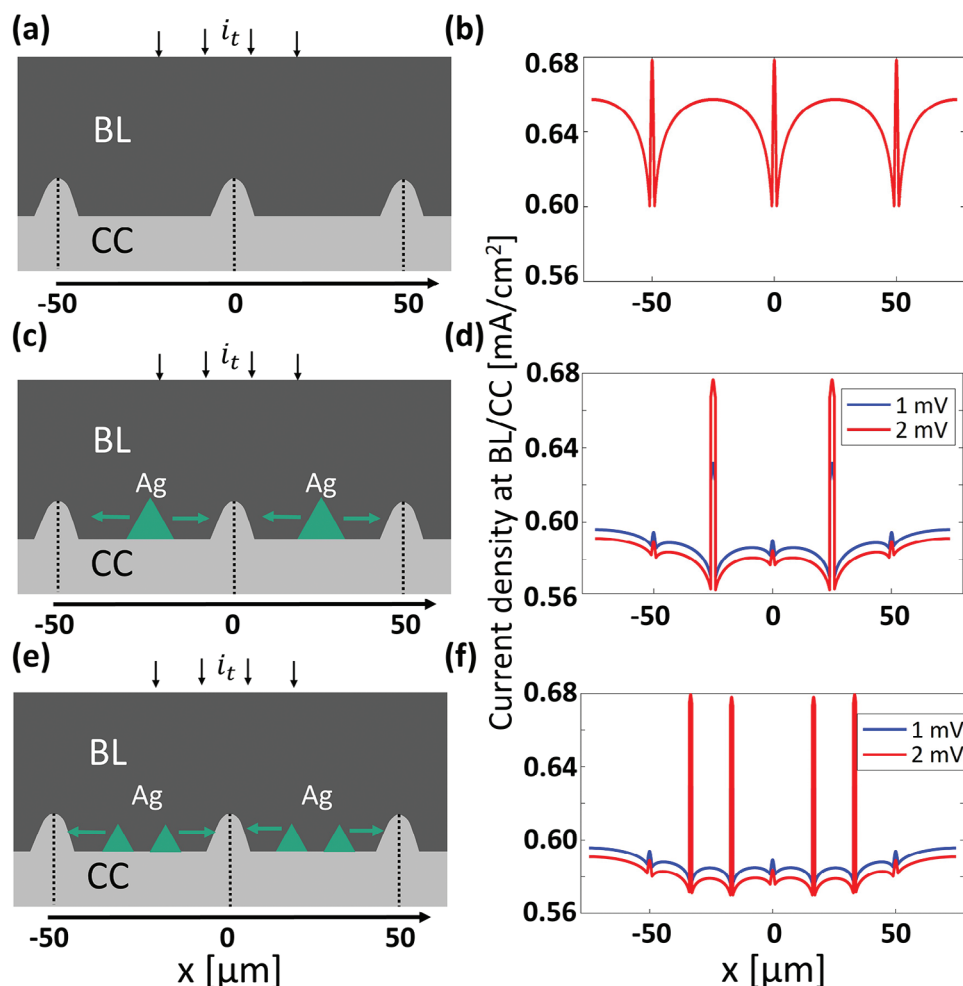 (a)
i_t
BL
CC
-50 0 50
(b)
0.68
0.64
0.60
0.56
-50 0 50
(c)
i_t
BL
Ag Ag
CC
-50 0 50
(d)
0.68
0.64
0.60
0.56
1 mV
2 mV
-50 0 50
(e)
i_t
BL
Ag Ag
CC
-50 0 50
x [µm]
(f)
0.68
0.64
0.60
0.56
1 mV
2 mV
-50 0 50
x [µm]
Current density at BL/CC [mA/cm²]